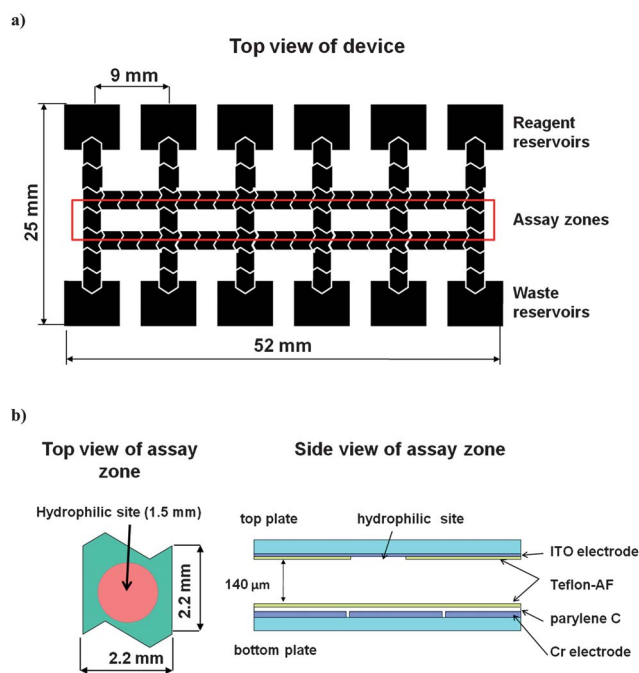 a)
Top view of device
9 mm
Reagent
reservoirs
25 mm
Assay zones
Waste
reservoirs
52 mm
b)
Top view of assay
zone
Side view of assay zone
Hydrophilic site (1.5 mm)
top plate
hydrophilic site
ITO electrode
Teflon-AF
140 µm
2.2 mm
parylene C
2.2 mm
bottom plate
Cr electrode